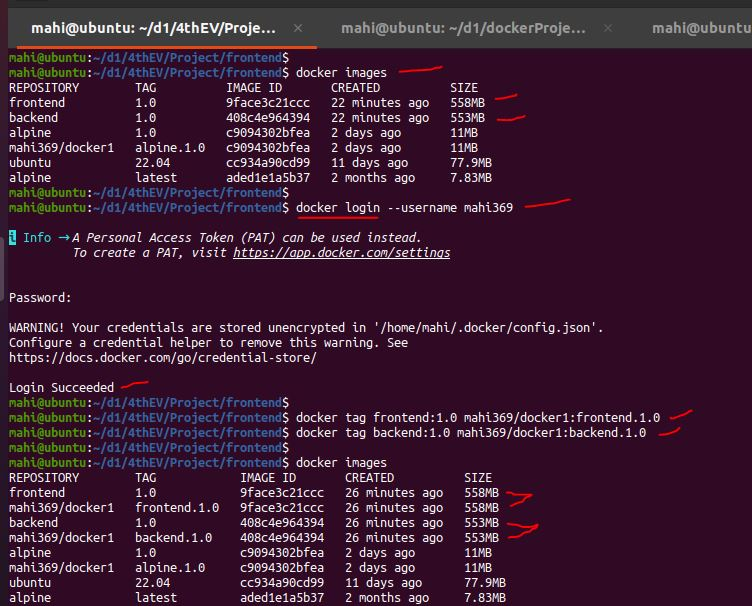 mahi@ubuntu: ~/d1/4thEV/Proje... × mahi@ubuntu: ~/d1/dockerProje... × mahi@u
mahi@ubuntu:~/d1/4thEV/Project/frontend$
mahi@ubuntu:~/d1/4thEV/Project/frontend$ docker images
REPOSITORY TAG IMAGE ID CREATED SIZE
frontend 1.0 9face3c21ccc 22 minutes ago 558MB
backend 1.0 408c4e964394 22 minutes ago 553MB
alpine 1.0 c9094302bfea 2 days ago 11MB
mahi369/docker1 alpine.1.0 c9094302bfea 2 days ago 11MB
ubuntu 22.04 cc934a90cd99 11 days ago 77.9MB
alpine latest aded1e1a5b37 2 months ago 7.83MB
mahi@ubuntu:~/d1/4thEV/Project/frontend$
mahi@ubuntu:~/d1/4thEV/Project/frontend$ docker login --username mahi369
i Info → A Personal Access Token (PAT) can be used instead.
To create a PAT, visit https://app.docker.com/settings
Password:
WARNING! Your credentials are stored unencrypted in '/home/mahi/.docker/config.json'.
Configure a credential helper to remove this warning. See
https://docs.docker.com/go/credential-store/
Login Succeeded
mahi@ubuntu:~/d1/4thEV/Project/frontend$
mahi@ubuntu:~/d1/4thEV/Project/frontend$ docker tag frontend:1.0 mahi369/docker1:frontend.1.0
mahi@ubuntu:~/d1/4thEV/Project/frontend$ docker tag backend:1.0 mahi369/docker1:backend.1.0
mahi@ubuntu:~/d1/4thEV/Project/frontend$
mahi@ubuntu:~/d1/4thEV/Project/frontend$ docker images
REPOSITORY TAG IMAGE ID CREATED SIZE
frontend 1.0 9face3c21ccc 26 minutes ago 558MB
mahi369/docker1 frontend.1.0 9face3c21ccc 26 minutes ago 558MB
backend 1.0 408c4e964394 26 minutes ago 553MB
mahi369/docker1 backend.1.0 408c4e964394 26 minutes ago 553MB
alpine 1.0 c9094302bfea 2 days ago 11MB
mahi369/docker1 alpine.1.0 c9094302bfea 2 days ago 11MB
ubuntu 22.04 cc934a90cd99 11 days ago 77.9MB
alpine latest aded1e1a5b37 2 months ago 7.83MB